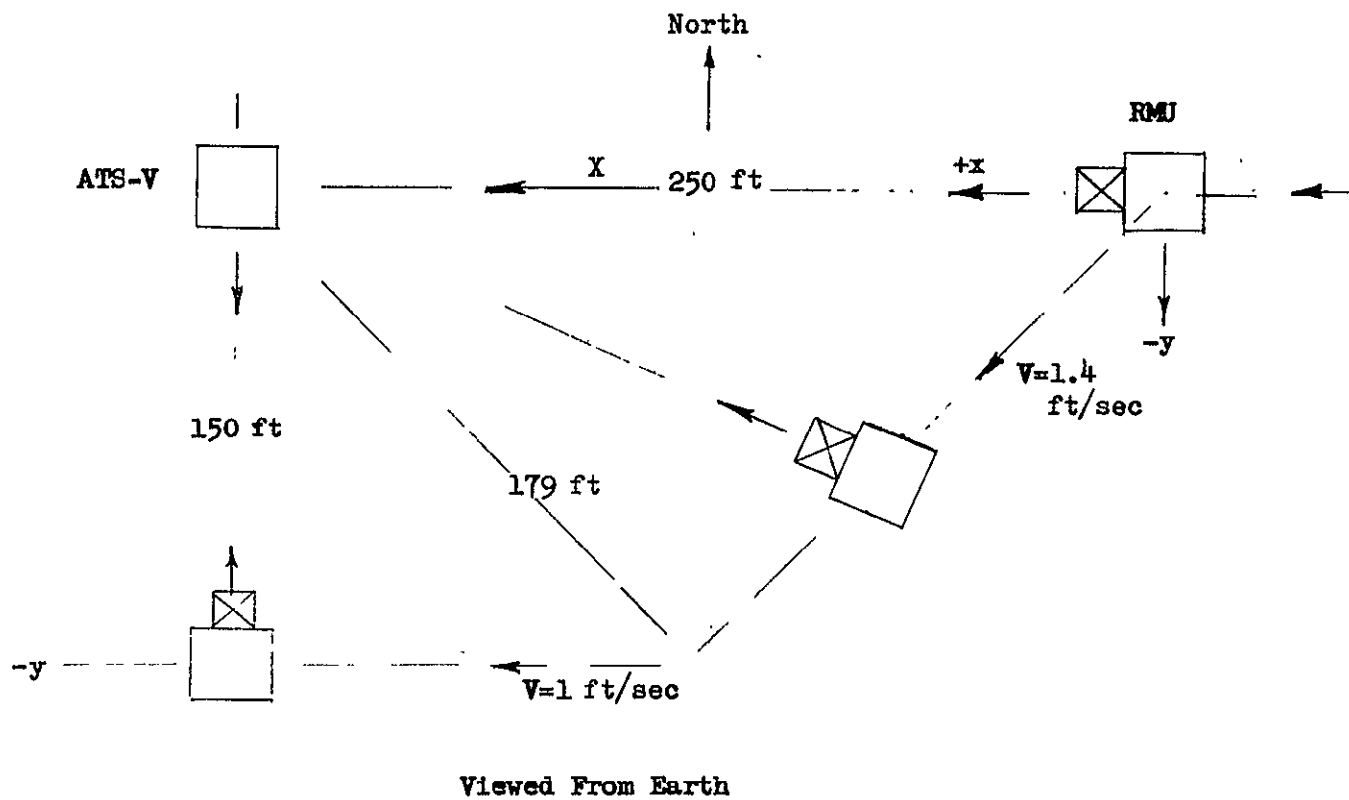 North
RMU
ATS-V
X
250 ft
+x
-y
V=1.4
ft/sec
150 ft
179 ft
-y
V=1 ft/sec
Viewed From Earth